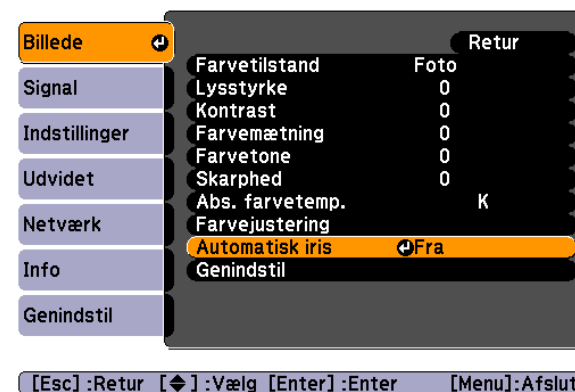 Billede
Signal
Indstillinger
Udvidet
Netværk
Info
Genindstil
Retur
Farvetilstand Foto
Lysstyrke 0
Kontrast 0
Farvemætning 0
Farvetone 0
Skarphed 0
Abs. farvetemp. K
Farvejustering
Automatisk iris Fra
Genindstil
[Esc] :Retur [◆] :Vælg [Enter] :Enter [Menu]:Afslut